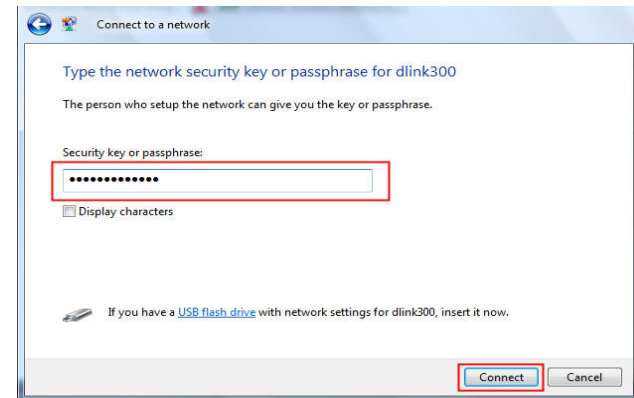 Connect to a network
Type the network security key or passphrase for dlink300
The person who setup the network can give you the key or passphrase.
Security key or passphrase:
•••••••••••••
Display characters
If you have a USB flash drive with network settings for dlink300, insert it now.
Connect Cancel